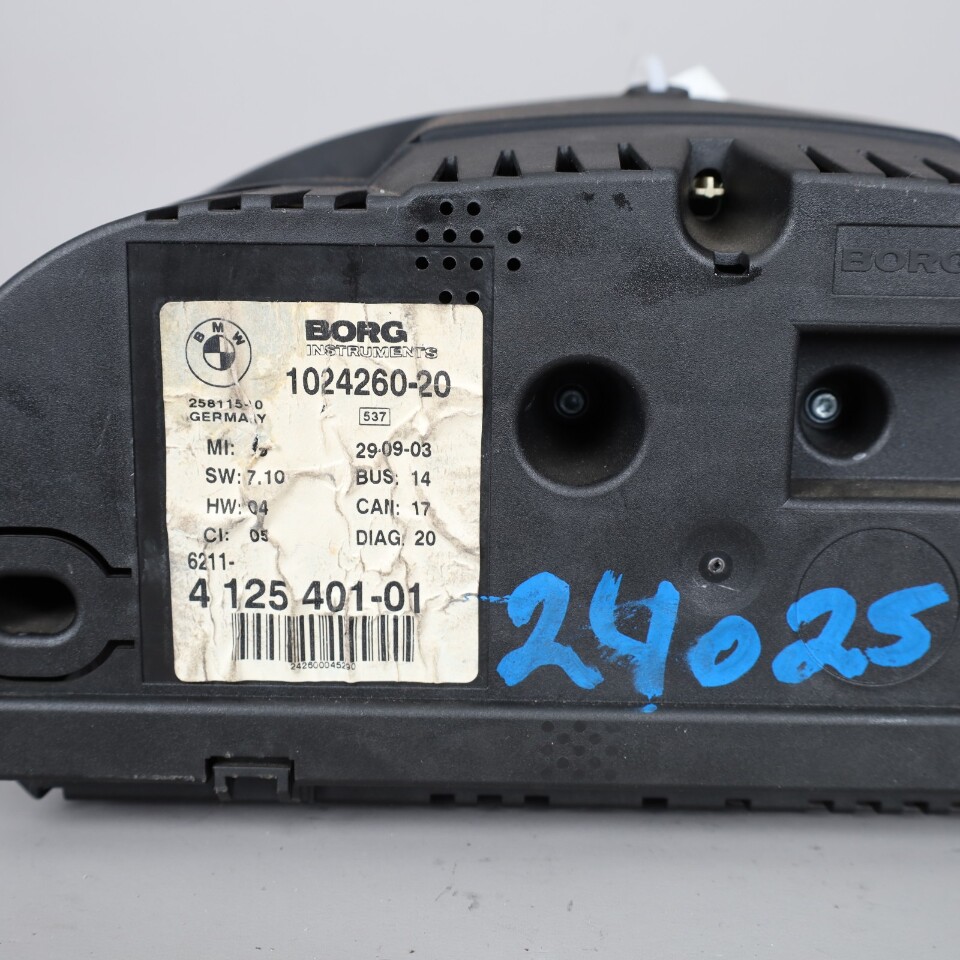 BMW
BORG
INSTRUMENTS
1024260-20
GERMANY
537
MI:
29-09-03
SW: 7.10
BUS: 14
HW: 04
CAN: 17
CI: 05
DIAG. 20
6211-
4 125 401-01
242600045290
24025
BORG